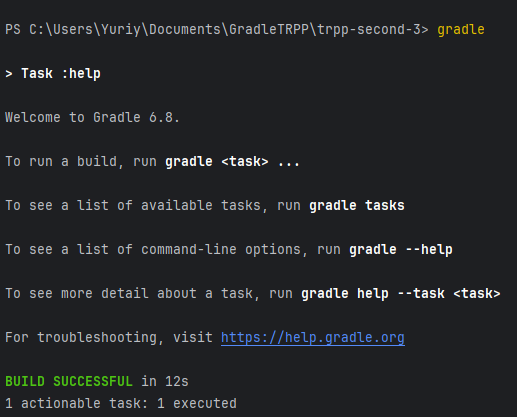 PS C:\Users\Yuriy\Documents\GradleTRPP\trpp-second-3> gradle
> Task :help
Welcome to Gradle 6.8.
To run a build, run gradle <task> ...
To see a list of available tasks, run gradle tasks
To see a list of command-line options, run gradle --help
To see more detail about a task, run gradle help --task <task>
For troubleshooting, visit https://help.gradle.org
BUILD SUCCESSFUL in 12s
1 actionable task: 1 executed